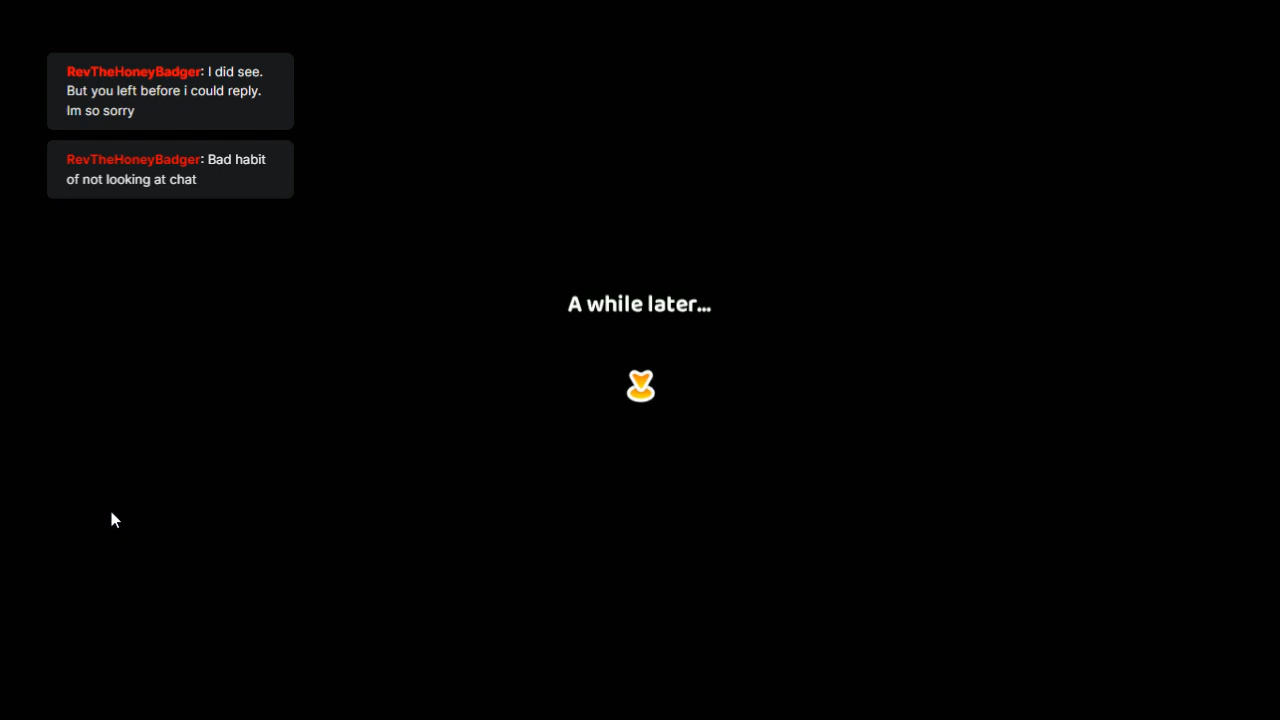 RevTheHoneyBadger: I did see.
But you left before i could reply.
Im so sorry
RevTheHoneyBadger: Bad habit
of not looking at chat
A while later...